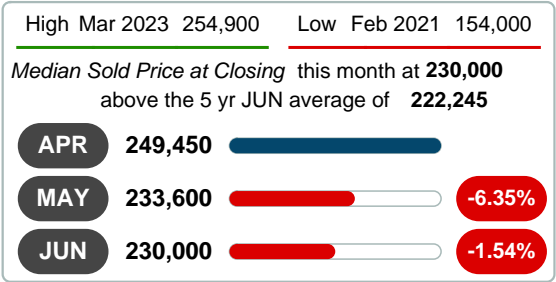 High Mar 2023 254,900 Low Feb 2021 154,000
Median Sold Price at Closing this month at 230,000
above the 5 yr JUN average of 222,245
APR 249,450
MAY 233,600 -6.35%
JUN 230,000 -1.54%